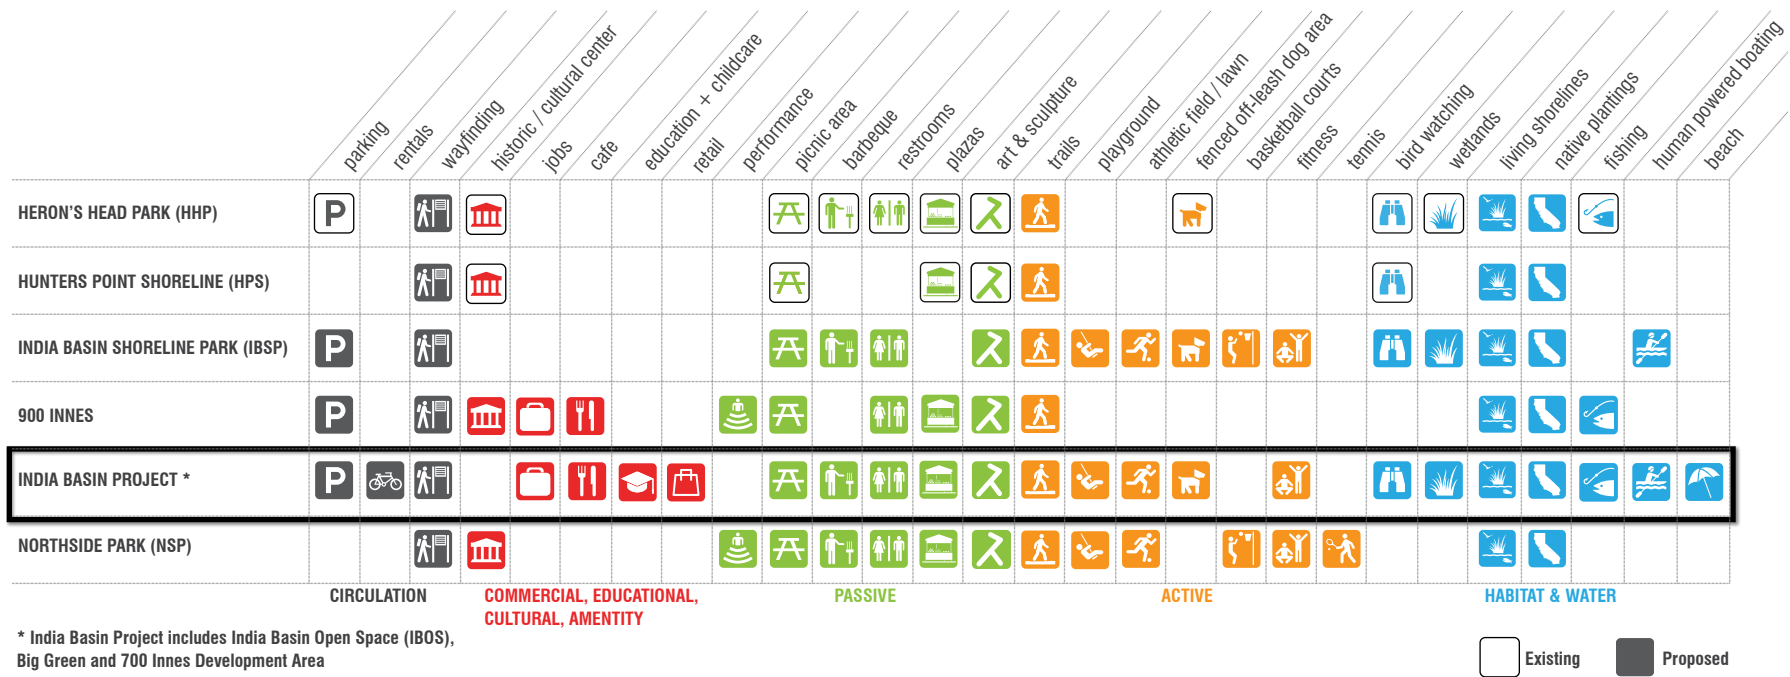 parking
rentals
wayfinding
historic / cultural center
jobs
cafe
education + childcare
retail
performance
picnic area
barbeque
restrooms
plazas
art & sculpture
trails
playground
athletic field / lawn
fenced off-leash dog area
basketball courts
fitness
tennis
bird watching
wetlands
living shorelines
native plantings
fishing
human powered boating
beach
HERON'S HEAD PARK (HHP)
P
HUNTERS POINT SHORELINE (HPS)
INDIA BASIN SHORELINE PARK (IBSP)
P
900 INNES
P
INDIA BASIN PROJECT *
P
NORTHSIDE PARK (NSP)
CIRCULATION
COMMERCIAL, EDUCATIONAL,
CULTURAL, AMENTITY
PASSIVE
ACTIVE
HABITAT & WATER
* India Basin Project includes India Basin Open Space (IBOS),
Big Green and 700 Innes Development Area
Existing
Proposed